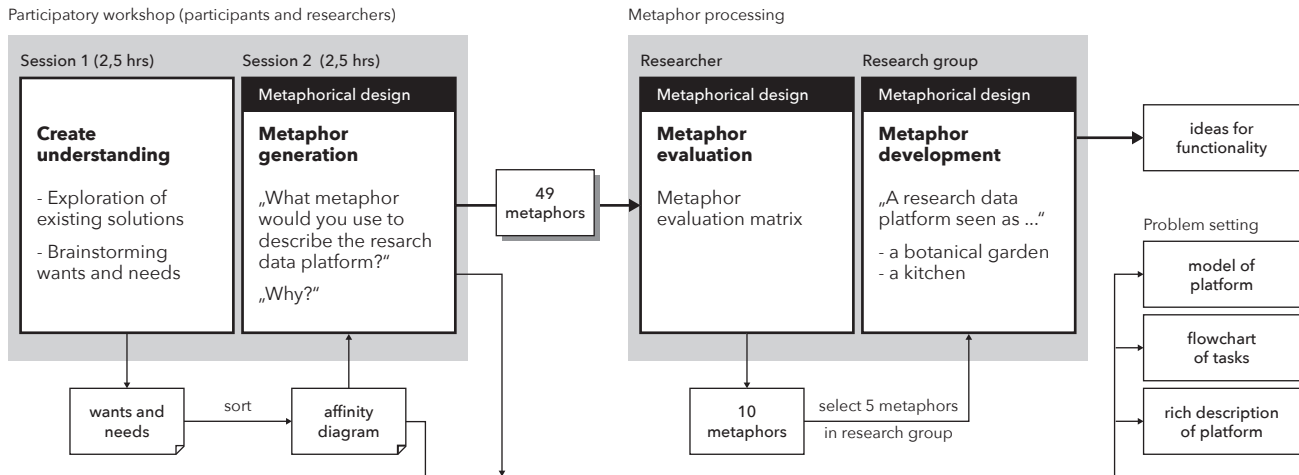 Participatory workshop (participants and researchers)
Session 1 (2,5 hrs)
Create
understanding
- Exploration of
existing solutions
- Brainstorming
wants and needs
Session 2 (2,5 hrs)
Metaphorical design
Metaphor
generation
„What metaphor
would you use to
describe the resarch
data platform?“
„Why?“
wants and
needs
sort
affinity
diagram
49
metaphors
Metaphor processing
Researcher
Metaphorical design
Metaphor
evaluation
Metaphor
evaluation matrix
Research group
Metaphorical design
Metaphor
development
„A research data
platform seen as ...“
- a botanical garden
- a kitchen
10
metaphors
select 5 metaphors
in research group
ideas for
functionality
Problem setting
model of
platform
flowchart
of tasks
rich description
of platform